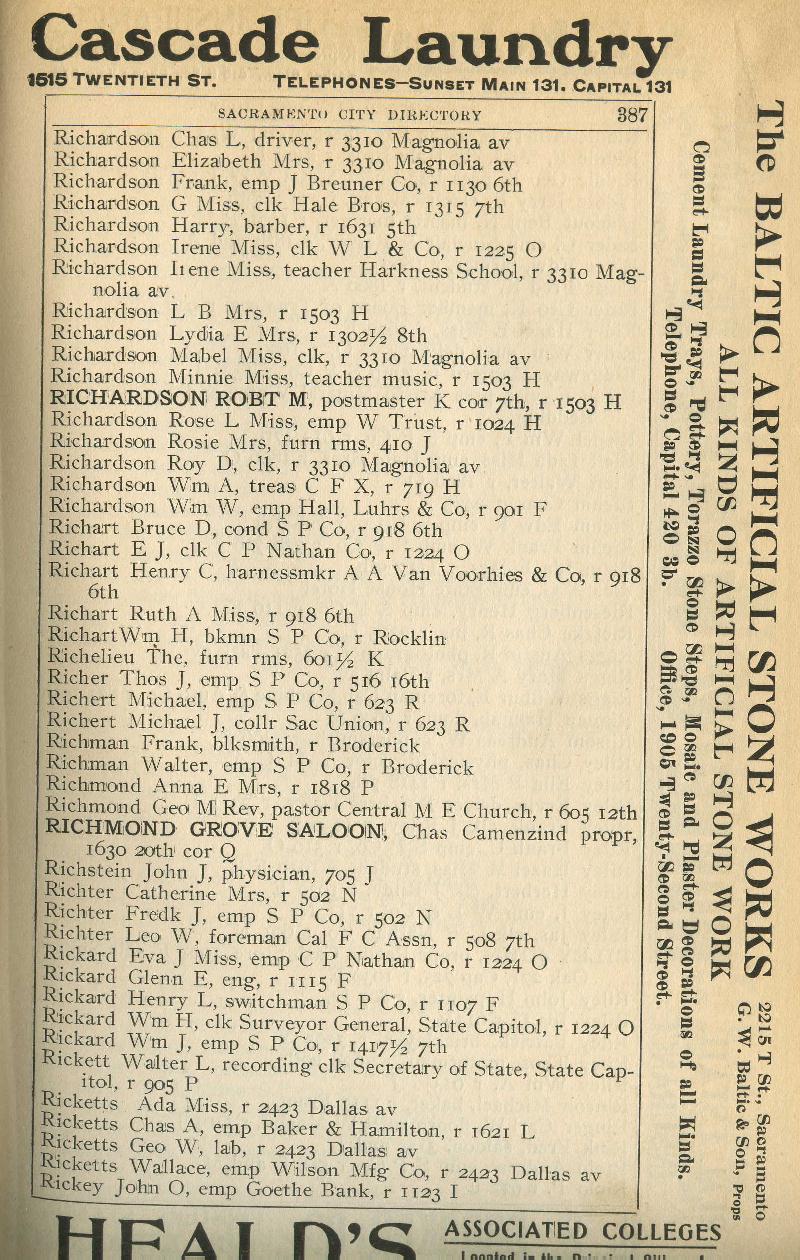 Cascade Laundry
1515 TWENTIETH ST. TELEPHONES—SUNSET MAIN 131. CAPITAL 131
SACRAMENTO CITY DIRECTORY 387
Richardson Chas L, driver, r 3310 Magnolia av
Richardson Elizabeth Mrs, r 3310 Magnolia av
Richardson Frank, emp J Breuner Co, r 1130 6th
Richardson G Miss, clk Hale Bros, r 1315 7th
Richardson Harry, barber, r 1631 5th
Richardson Irene Miss, clk W L & Co, r 1225 O
Richardson Irene Miss, teacher Harkness School, r 3310 Mag-
nolia av.
Richardson L B Mrs, r 1503 H
Richardson Lydia E Mrs, r 1302½ 8th
Richardson Mabel Miss, clk, r 3310 Magnolia av
Richardson Minnie Miss, teacher music, r 1503 H
RICHARDSON ROBT M, postmaster K cor 7th, r 1503 H
Richardson Rose L Miss, emp W Trust, r 1024 H
Richardson Rosie Mrs, furn rms, 410 J
Richardson Roy D, clk, r 3310 Magnolia av
Richardson Wm A, treas C F X, r 719 H
Richardson Wm W, emp Hall, Luhrs & Co, r 901 F
Richart Bruce D, cond S P Co, r 918 6th
Richart E J, clk C P Nathan Co, r 1224 O
Richart Henry C, harnessmkr A A Van Voorhies & Co, r 918
6th
Richart Ruth A Miss, r 918 6th
RichartWm H, bkmn S P Co, r Rocklin
Richelieu The, furn rms, 601½ K
Richer Thos J, emp S P Co, r 516 16th
Richert Michael, emp S P Co, r 623 R
Richert Michael J, collr Sac Union, r 623 R
Richman Frank, blksmith, r Broderick
Richman Walter, emp S P Co, r Broderick
Richmond Anna E Mrs, r 1818 P
Richmond Geo M Rev, pastor Central M E Church, r 605 12th
RICHMOND GROVE SALOON, Chas Camenzind propr,
1630 20th cor Q
Richstein John J, physician, 705 J
Richter Catherine Mrs, r 502 N
Richter Fredk J, emp S P Co, r 502 N
Richter Leo W, foreman Cal F C Assn, r 508 7th
Rickard Eva J Miss, emp C P Nathan Co, r 1224 O
Rickard Glenn E, eng, r 1115 F
Rickard Henry L, switchman S P Co, r 1107 F
Rickard Wm H, clk Surveyor General, State Capitol, r 1224 O
Rickard Wm J, emp S P Co, r 1417½ 7th
Rickett Walter L, recording clk Secretary of State, State Cap-
itol, r 905 P
Ricketts Ada Miss, r 2423 Dallas av
Ricketts Chas A, emp Baker & Hamilton, r 1621 L
Ricketts Geo W, lab, r 2423 Dallas av
Ricketts Wallace, emp Wilson Mfg Co, r 2423 Dallas av
Rickey John O, emp Goethe Bank, r 1123 I
The BALTIC ARTIFICIAL STONE WORKS
2215 T St., Sacramento
G. W. Baltic & Son, Props
ALL KINDS OF ARTIFICIAL STONE WORK
Cement Laundry Trays, Pottery, Torazzo Stone Steps, Mosaic and Plaster Decorations of all Kinds.
Telephone, Capital 420 3b. Office, 1905 Twenty-Second Street.
HEALD'S ASSOCIATED COLLEGES
Located in the